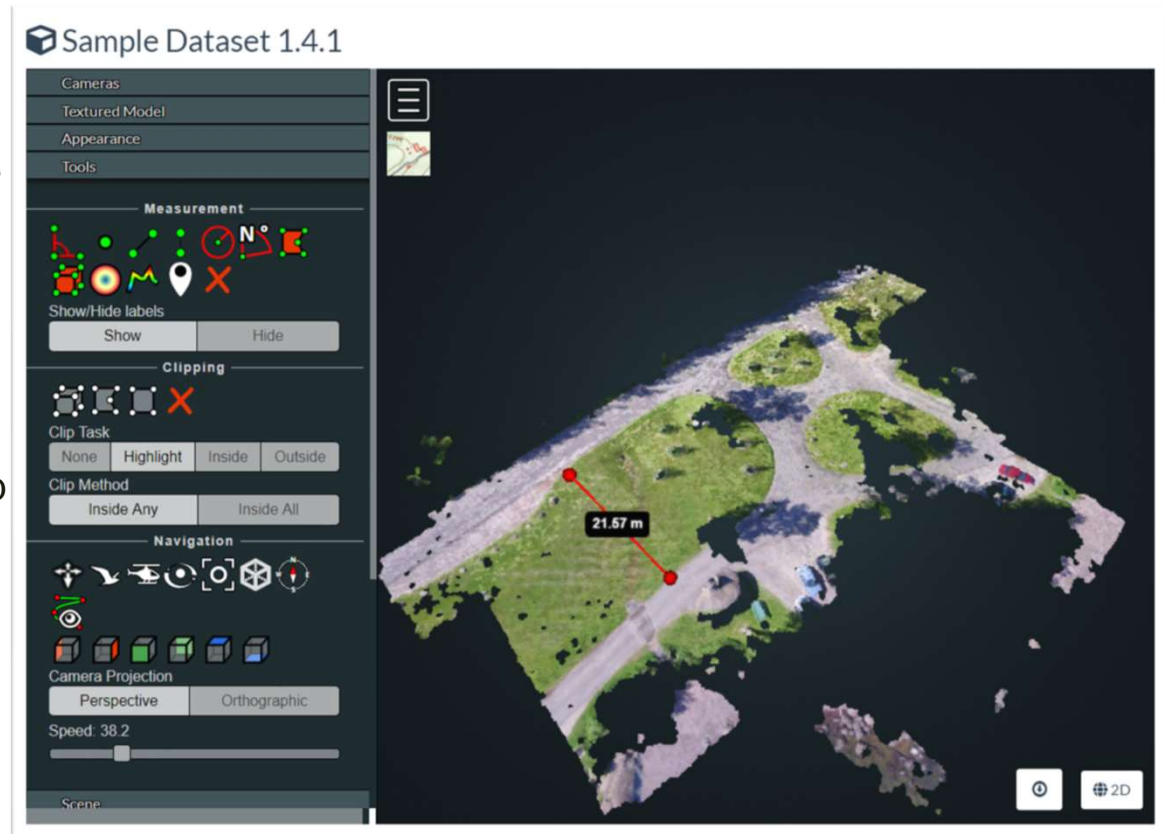 Sample Dataset 1.4.1
Cameras
Textured Model
Appearance
Tools
Measurement
N°
Show/Hide labels
Show Hide
Clipping
Clip Task
None Highlight Inside Outside
Clip Method
Inside Any Inside All
Navigation
N
S
Camera Projection
Perspective Orthographic
Speed: 38.2
Scene
21.57 m
2D